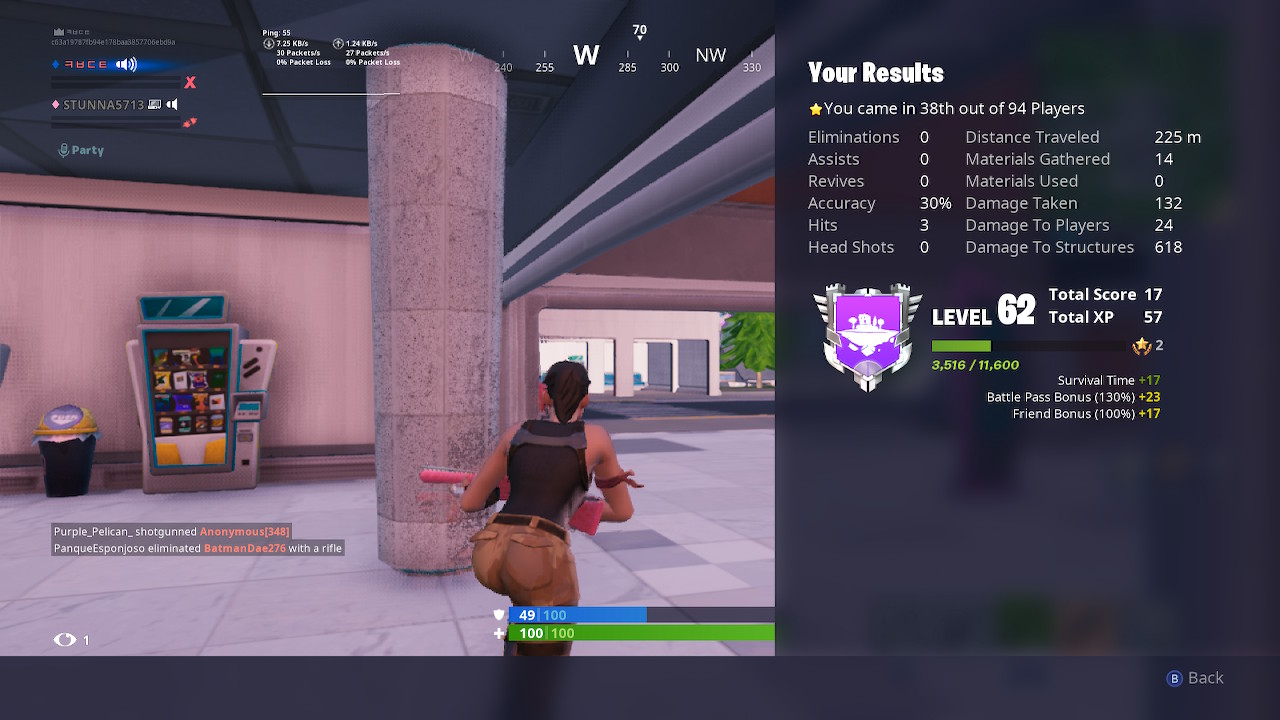 c63a19787fb94e178baa3857706ebd9a
STUNNA5713
Party
Ping: 55
7.25 KB/s 1.24 KB/s
30 Packets/s 27 Packets/s
0% Packet Loss 0% Packet Loss
70
SW W NW
240 255 285 300 330
Purple_Pelican_ shotgunned Anonymous[348]
PanqueEsponjoso eliminated BatmanDae276 with a rifle
1
49 100
100 100
Your Results
You came in 38th out of 94 Players
Eliminations 0 Distance Traveled 225 m
Assists 0 Materials Gathered 14
Revives 0 Materials Used 0
Accuracy 30% Damage Taken 132
Hits 3 Damage To Players 24
Head Shots 0 Damage To Structures 618
LEVEL 62
Total Score 17
Total XP 57
2
3,516 / 11,600
Survival Time +17
Battle Pass Bonus (130%) +23
Friend Bonus (100%) +17
B Back